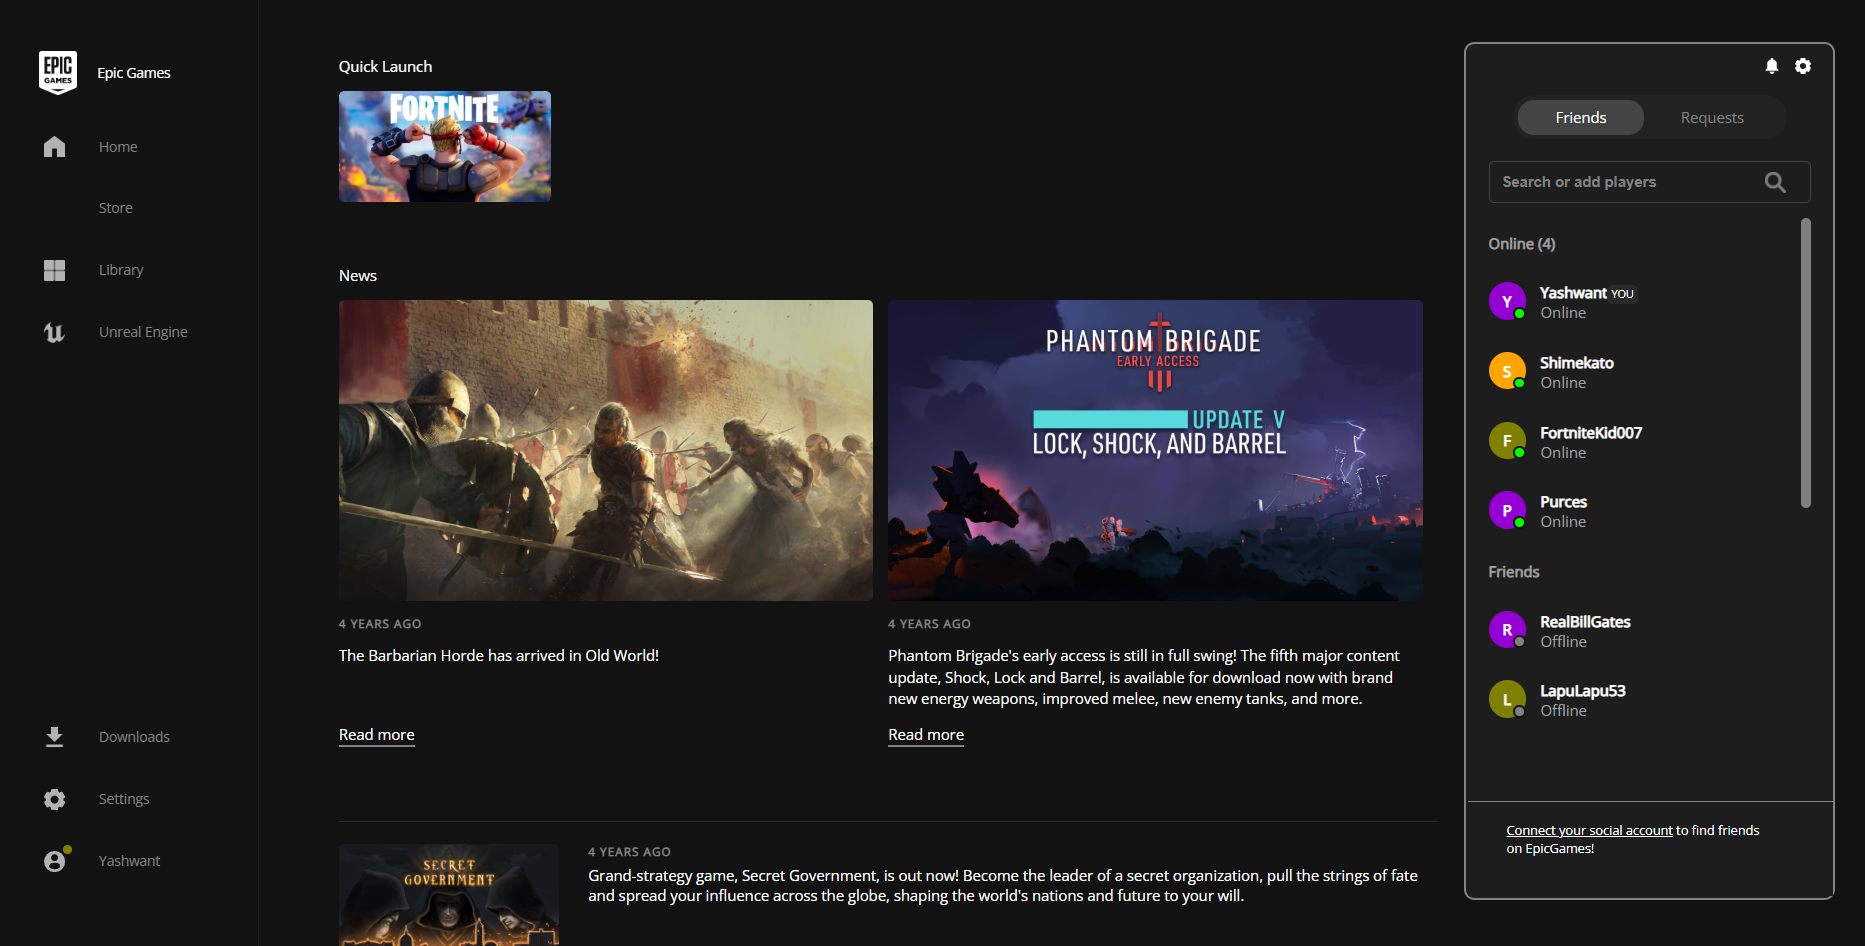 EPIC
GAMES
Epic Games
Home
Store
Library
Unreal Engine
Downloads
Settings
Yashwant
Quick Launch
FORTNITE
News
4 YEARS AGO
The Barbarian Horde has arrived in Old World!
Read more
PHANTOM BRIGADE
EARLY ACCESS
UPDATE V
LOCK, SHOCK, AND BARREL
4 YEARS AGO
Phantom Brigade's early access is still in full swing! The fifth major content
update, Shock, Lock and Barrel, is available for download now with brand
new energy weapons, improved melee, new enemy tanks, and more.
Read more
SECRET
GOVERNMENT
4 YEARS AGO
Grand-strategy game, Secret Government, is out now! Become the leader of a secret organization, pull the strings of fate
and spread your influence across the globe, shaping the world's nations and future to your will.
Friends Requests
Search or add players
Online (4)
Y
Yashwant YOU
Online
S
Shimekato
Online
F
FortniteKid007
Online
P
Purces
Online
Friends
R
RealBillGates
Offline
L
LapuLapu53
Offline
Connect your social account to find friends
on EpicGames!